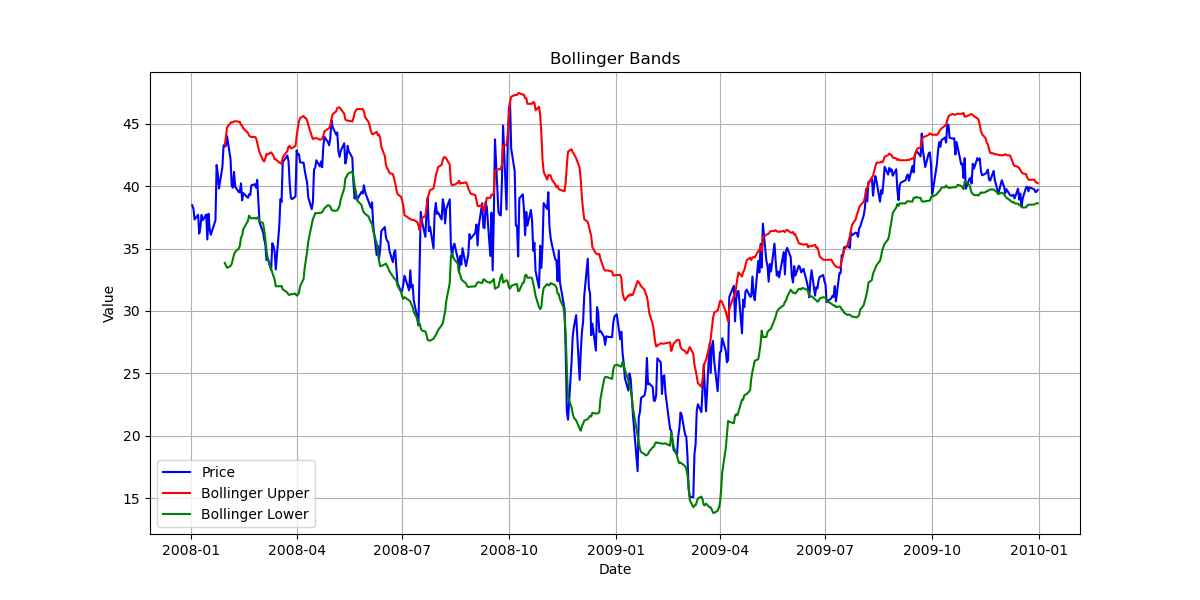 Bollinger Bands
Value
45
40
35
30
25
20
15
Price
Bollinger Upper
Bollinger Lower
2008-01 2008-04 2008-07 2008-10 2009-01 2009-04 2009-07 2009-10 2010-01
Date